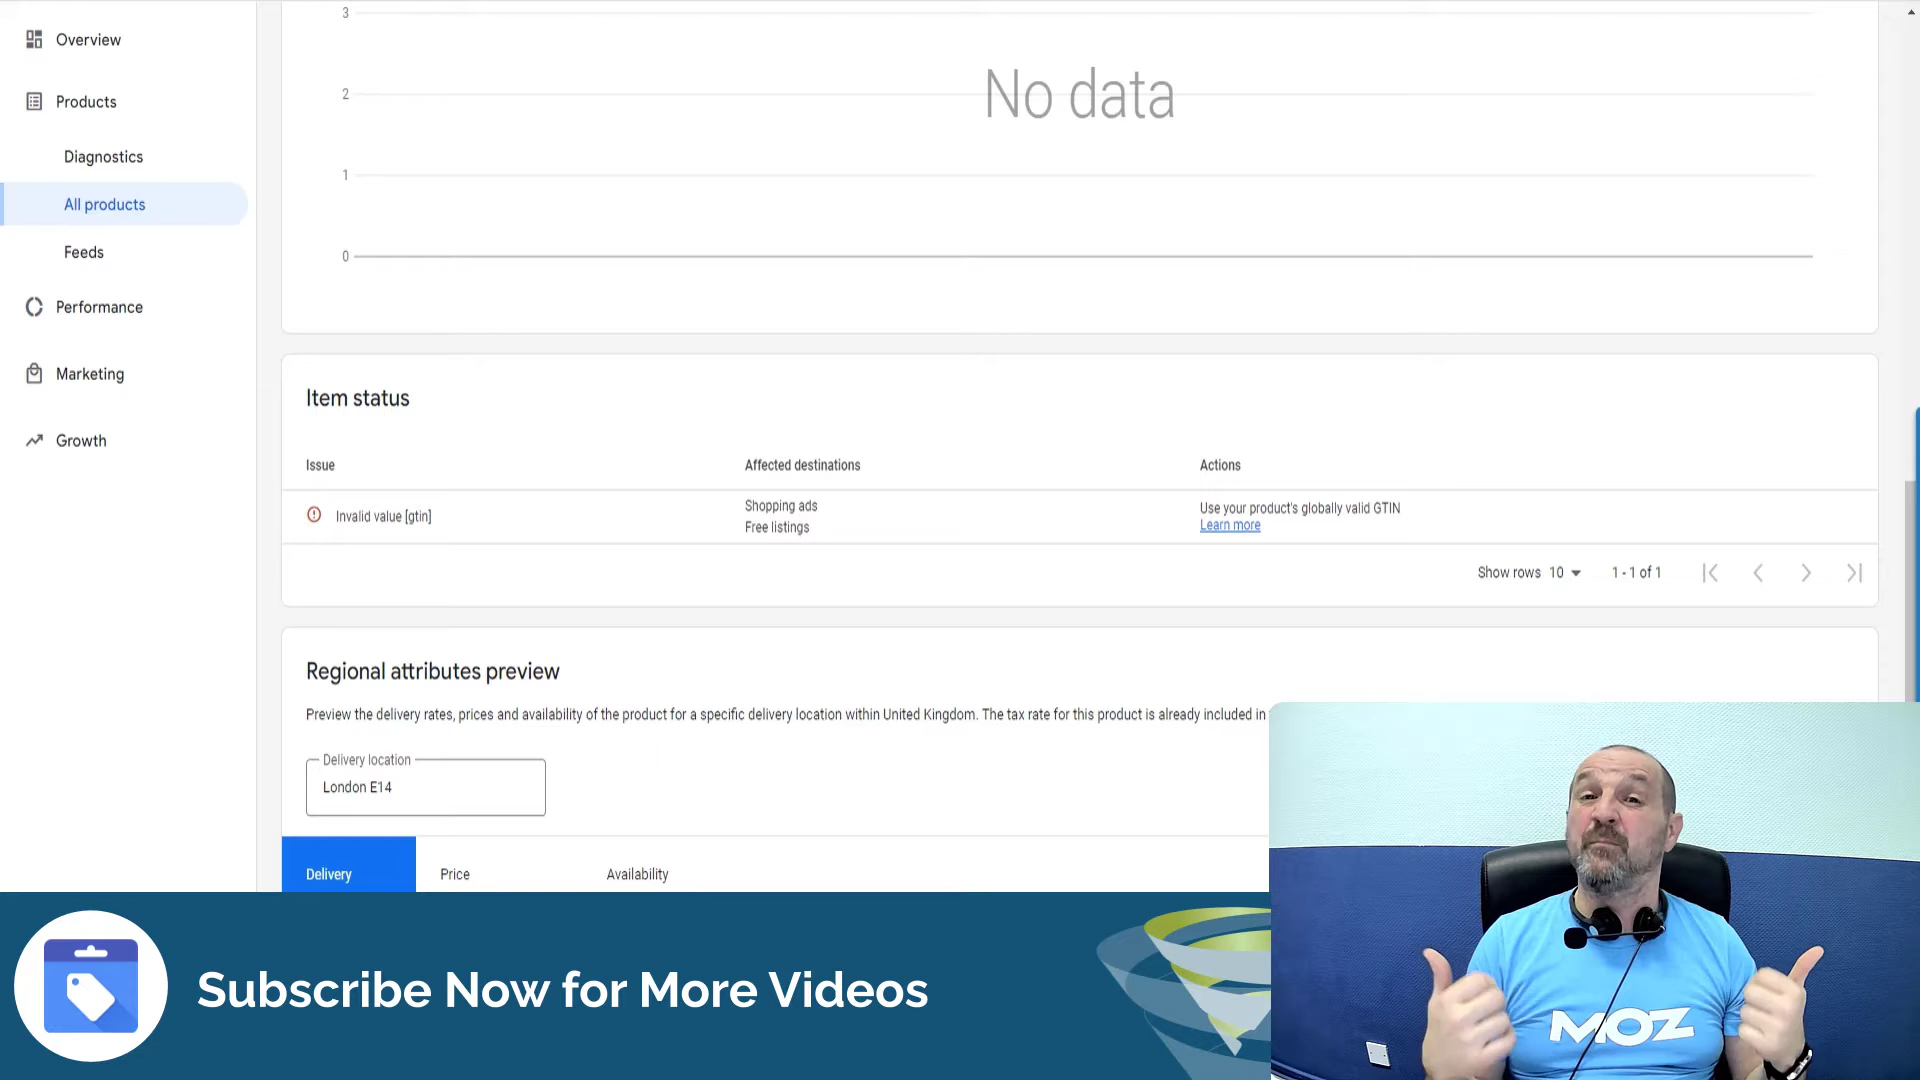 Overview
Products
Diagnostics
All products
Feeds
Performance
Marketing
Growth
3
2
1
0
No data
Item status
Issue Affected destinations Actions
Invalid value [gtin]
Shopping ads
Free listings
Use your product's globally valid GTIN
Learn more
Show rows 10 1 - 1 of 1
Regional attributes preview
Preview the delivery rates, prices and availability of the product for a specific delivery location within United Kingdom. The tax rate for this product is already included in
Delivery location
London E14
Delivery Price Availability
Subscribe Now for More Videos
MOZ